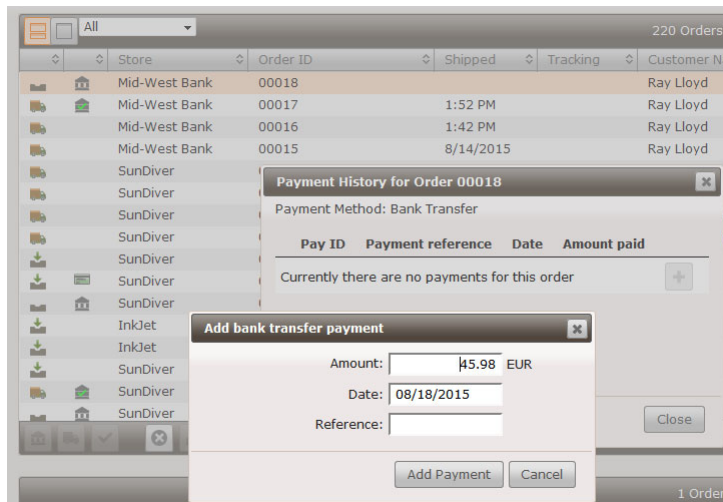 All
220 Orders
Store Order ID Shipped Tracking Customer N
Mid-West Bank 00018 Ray Lloyd
Mid-West Bank 00017 1:52 PM Ray Lloyd
Mid-West Bank 00016 1:42 PM Ray Lloyd
Mid-West Bank 00015 8/14/2015 Ray Lloyd
SunDiver
SunDiver
SunDiver
SunDiver
SunDiver
SunDiver
SunDiver
InkJet
InkJet
SunDiver
SunDiver
SunDiver
Payment History for Order 00018
Payment Method: Bank Transfer
Pay ID Payment reference Date Amount paid
Currently there are no payments for this order
Close
Add bank transfer payment
Amount: 45.98 EUR
Date: 08/18/2015
Reference:
Add Payment Cancel
1 Order